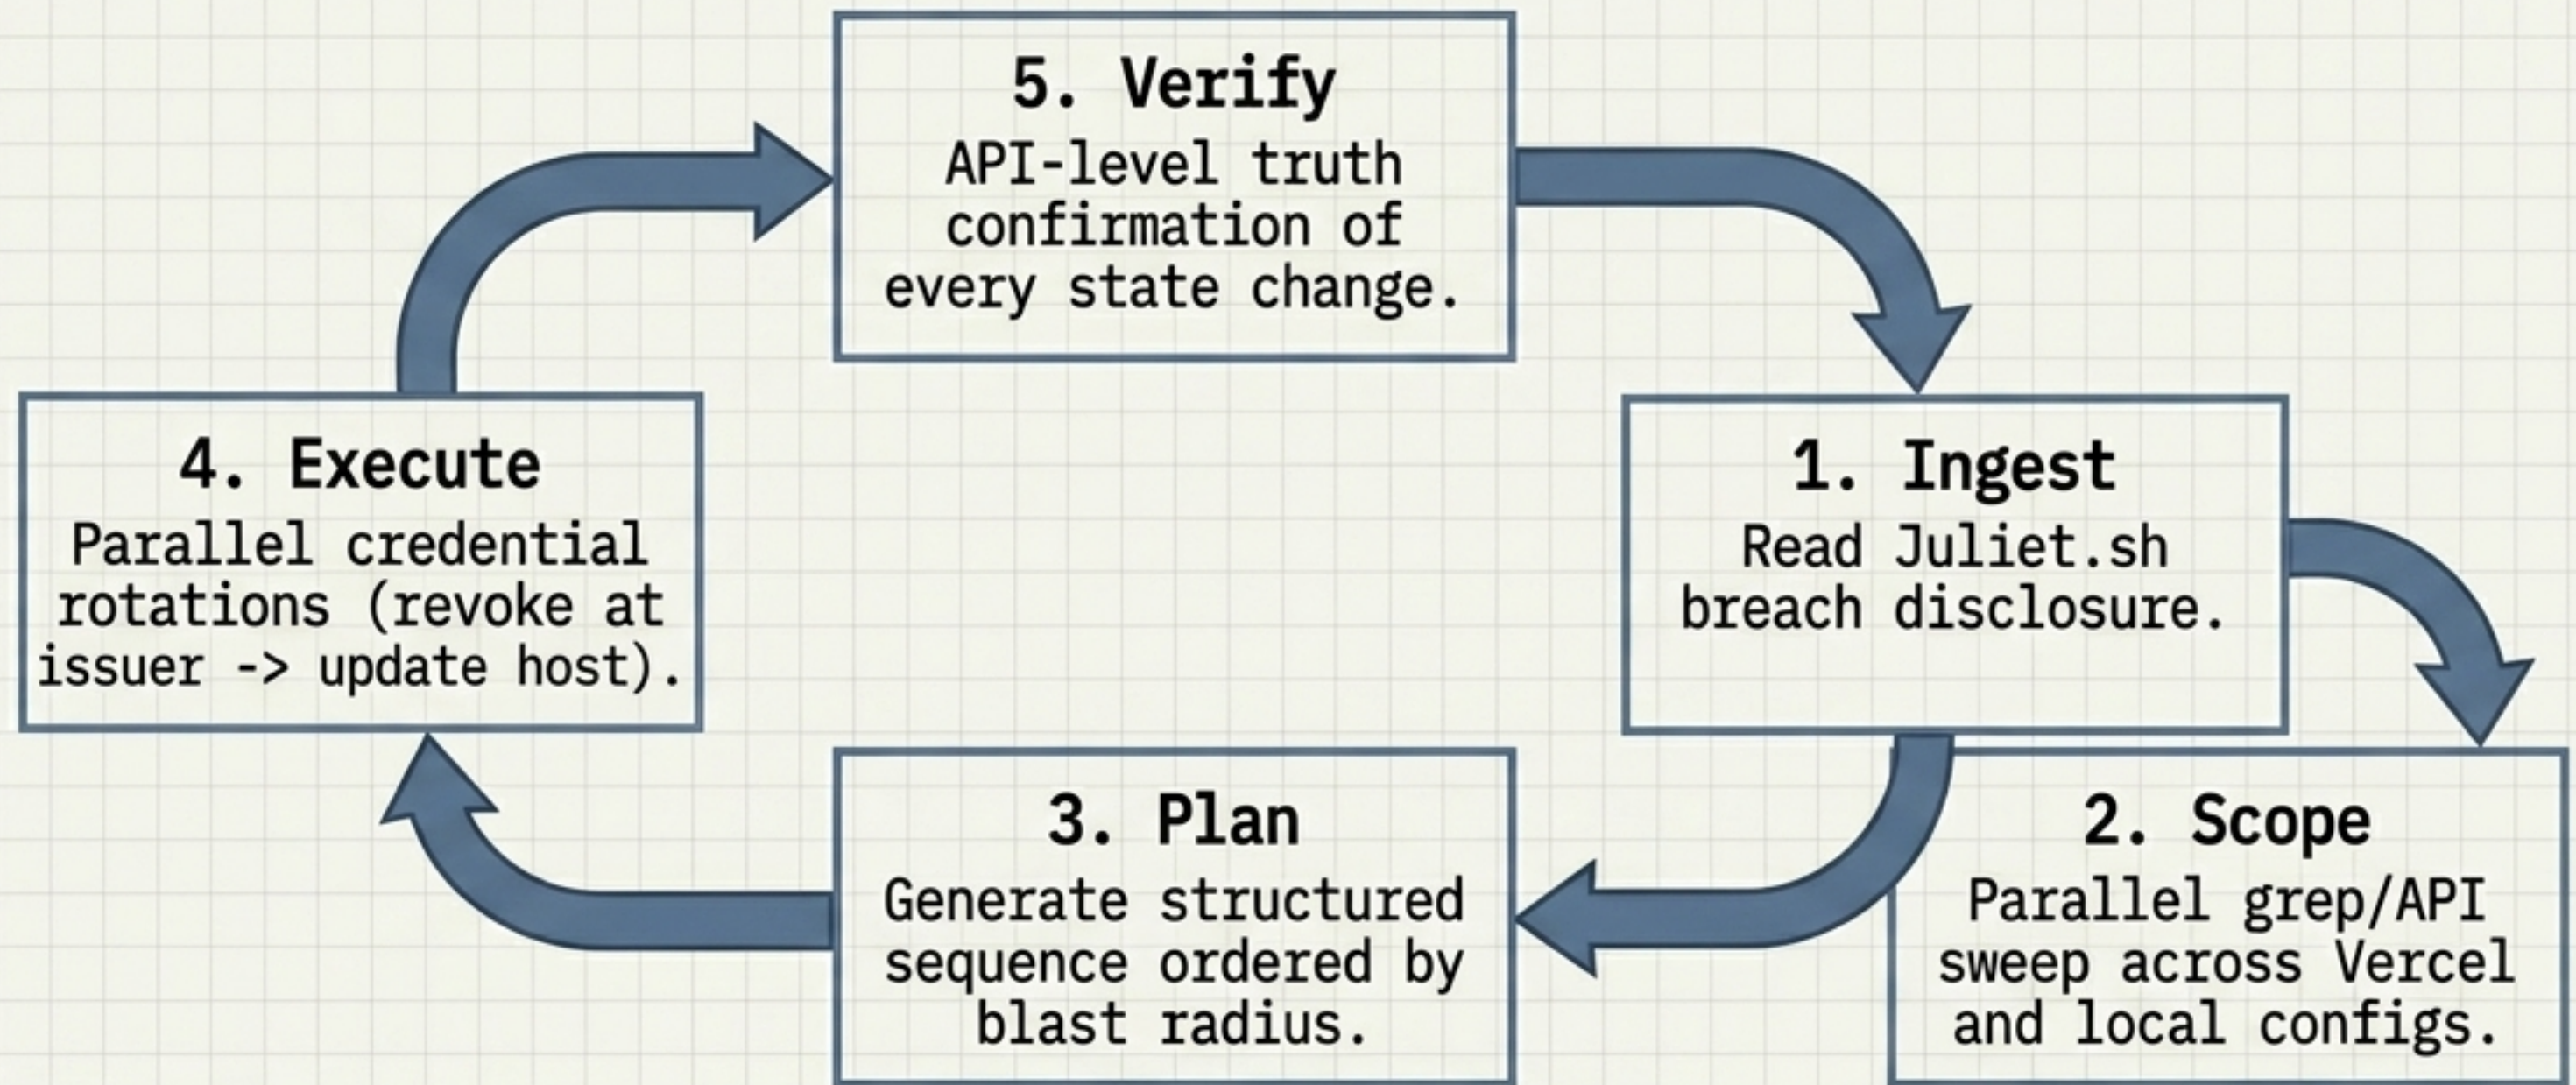 5. Verify
API-level truth
confirmation of
every state change.
4. Execute
Parallel credential
rotations (revoke at
issuer -> update host).
1. Ingest
Read Juliet.sh
breach disclosure.
3. Plan
Generate structured
sequence ordered by
blast radius.
2. Scope
Parallel grep/API
sweep across Vercel
and local configs.